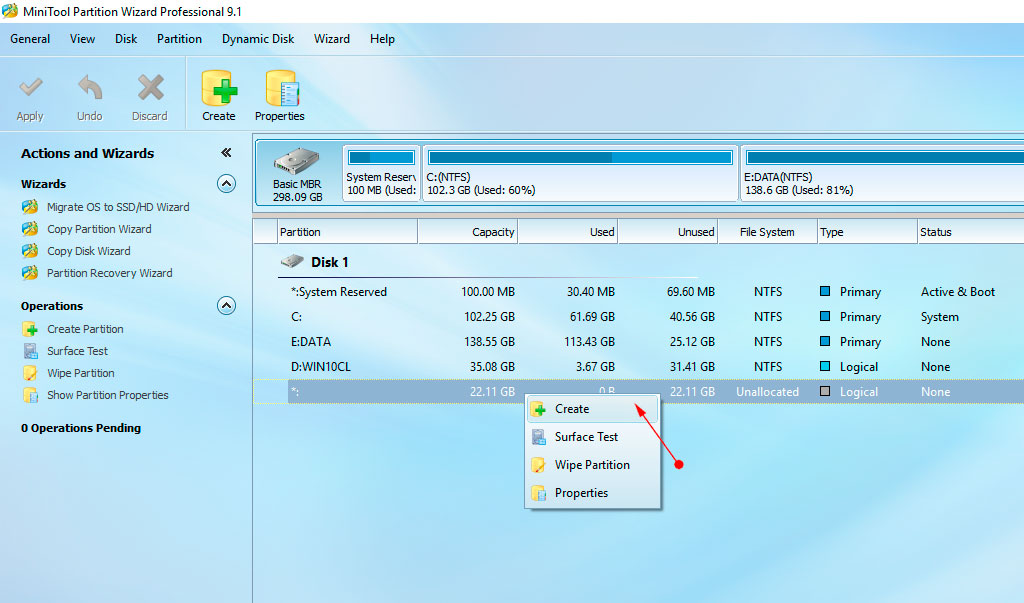 MiniTool Partition Wizard Professional 9.1
General View Disk Partition Dynamic Disk Wizard Help
Apply Undo Discard Create Properties
Actions and Wizards
Wizards
Migrate OS to SSD/HD Wizard
Copy Partition Wizard
Copy Disk Wizard
Partition Recovery Wizard
Operations
Create Partition
Surface Test
Wipe Partition
Show Partition Properties
0 Operations Pending
Basic MBR
298.09 GB
System Reserv
100 MB (Used:
C:(NTFS)
102.3 GB (Used: 60%)
E:DATA(NTFS)
138.6 GB (Used: 81%)
Partition Capacity Used Unused File System Type Status
Disk 1
*:System Reserved 100.00 MB 30.40 MB 69.60 MB NTFS Primary Active & Boot
C: 102.25 GB 61.69 GB 40.56 GB NTFS Primary System
E:DATA 138.55 GB 113.43 GB 25.12 GB NTFS Primary None
D:WIN10CL 35.08 GB 3.67 GB 31.41 GB NTFS Logical None
*: 22.11 GB 0 B 22.11 GB Unallocated Logical None
Create
Surface Test
Wipe Partition
Properties